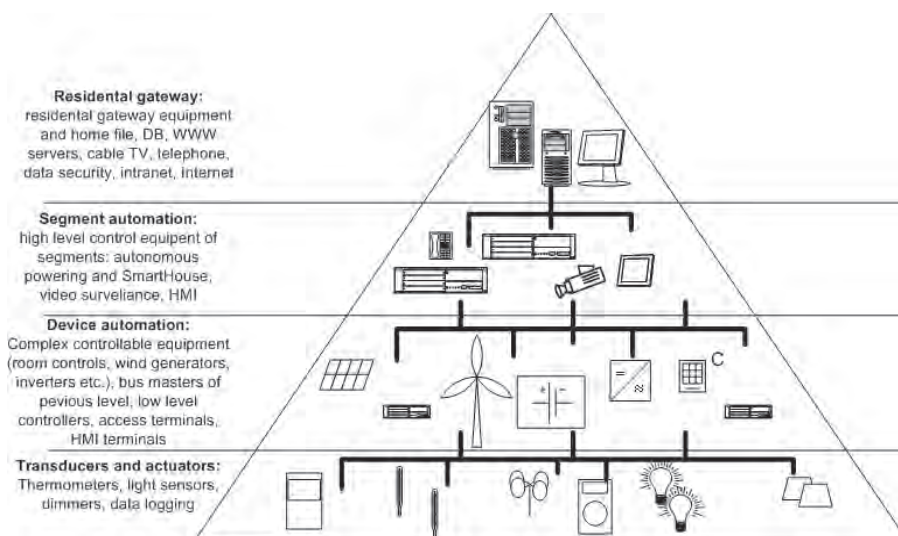 Residental gateway:
residental gateway equipment
and home file, DB, WWW
servers, cable TV, telephone,
data security, intranet, internet
Segment automation:
high level control equipent of
segments: autonomous
powering and SmartHouse,
video surveliance, HMI
Device automation:
Complex controllable equipment
(room controls, wind generators,
inverters etc.), bus masters of
pevious level, low level
controllers, access terminals,
HMI terminals
C
Transducers and actuators:
Thermometers, light sensors,
dimmers, data logging